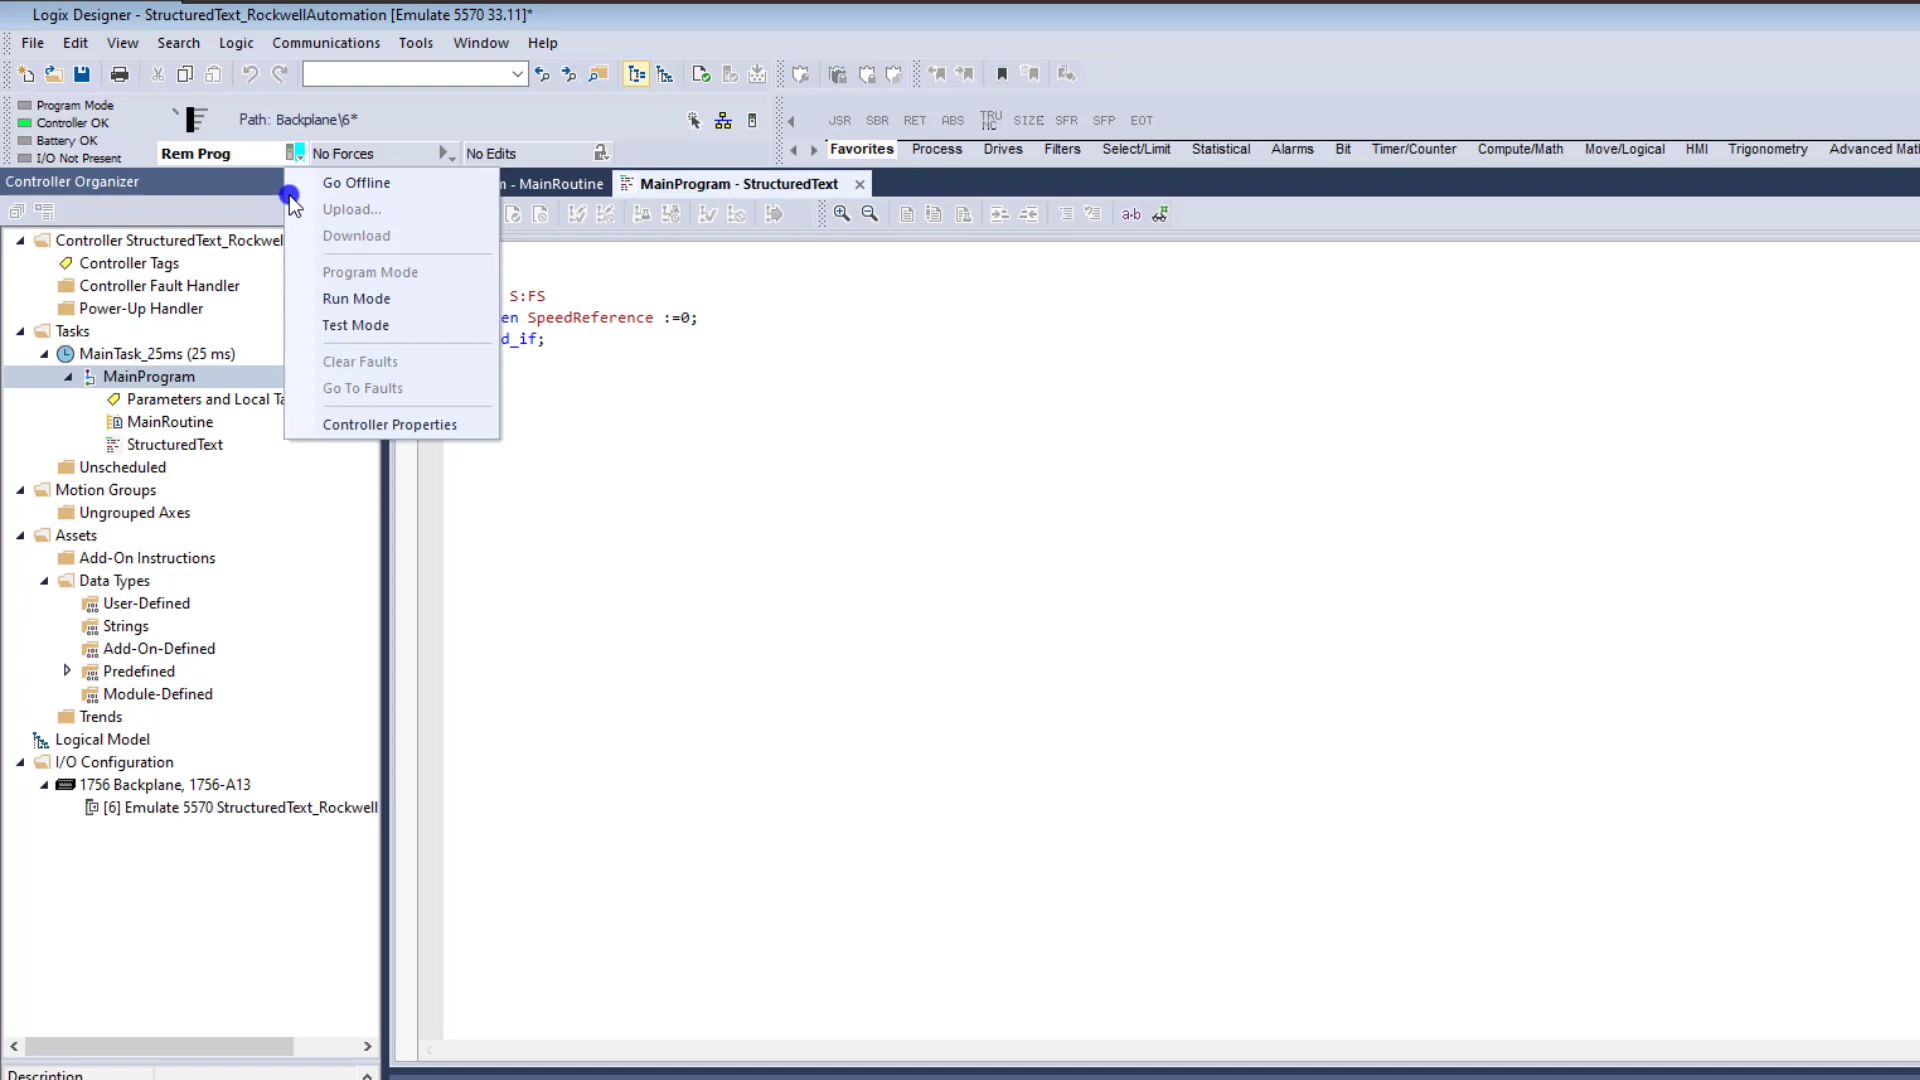 Logix Designer - StructuredText_RockwellAutomation [Emulate 5570 33.11]*
File Edit View Search Logic Communications Tools Window Help
Program Mode
Controller OK
Battery OK
I/O Not Present
Path: Backplane\6*
Rem Prog No Forces No Edits
JSR SBR RET ABS TRUNC SIZE SFR SFP EOT
Favorites Process Drives Filters Select/Limit Statistical Alarms Bit Timer/Counter Compute/Math Move/Logical HMI Trigonometry Advanced Mat
Controller Organizer
- MainRoutine MainProgram - StructuredText
Go Offline
Upload...
Download
Program Mode
Run Mode
Test Mode
Clear Faults
Go To Faults
Controller Properties
S:FS
en SpeedReference :=0;
d_if;
Controller StructuredText_Rockwel
Controller Tags
Controller Fault Handler
Power-Up Handler
Tasks
MainTask_25ms (25 ms)
MainProgram
Parameters and Local Ta
MainRoutine
StructuredText
Unscheduled
Motion Groups
Ungrouped Axes
Assets
Add-On Instructions
Data Types
User-Defined
Strings
Add-On-Defined
Predefined
Module-Defined
Trends
Logical Model
I/O Configuration
1756 Backplane, 1756-A13
[6] Emulate 5570 StructuredText_Rockwell
Description